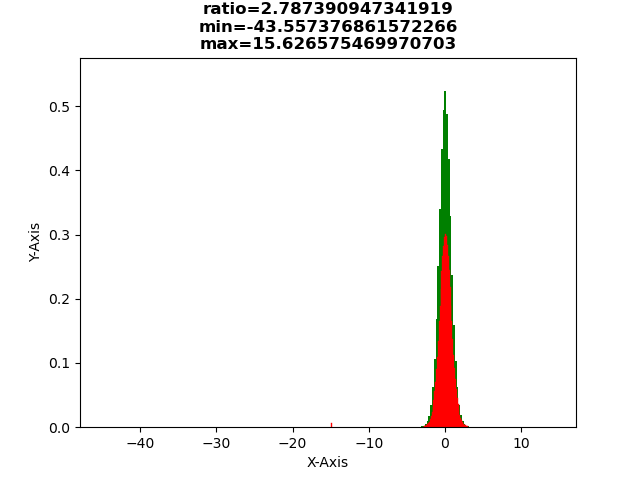 ratio=2.787390947341919
min=-43.557376861572266
max=15.626575469970703
0.5
0.4
0.3
0.2
0.1
0.0
Y-Axis
−40 −30 −20 −10 0 10
X-Axis